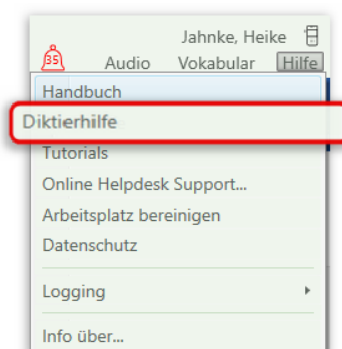 Jahnke, Heike
35 Audio Vokabular Hilfe
Handbuch
Diktierhilfe
Tutorials
Online Helpdesk Support...
Arbeitsplatz bereinigen
Datenschutz
Logging
Info über...